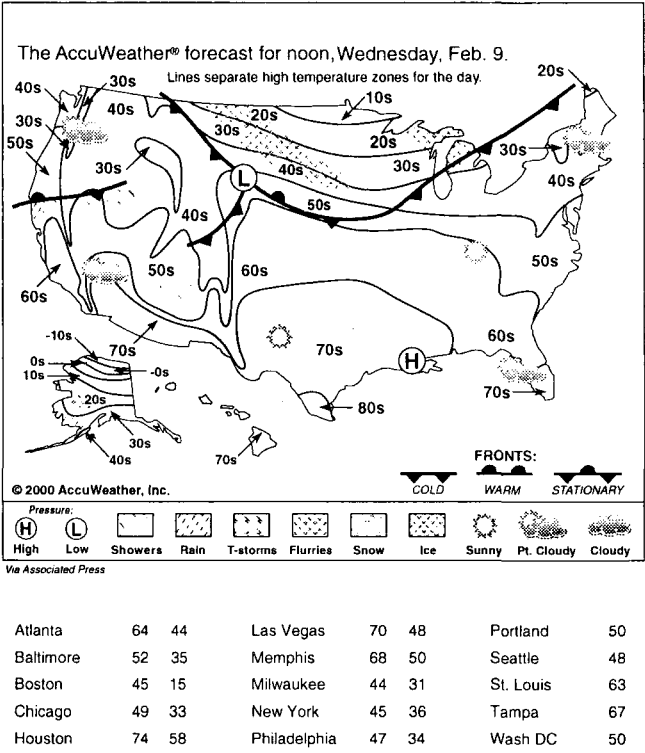 The AccuWeather® forecast for noon, Wednesday, Feb. 9.
Lines separate high temperature zones for the day.
20s
30s
40s
40s
10s
20s
30s
30s
20s
50s
30s
30s
30s
40s
40s
L
50s
40s
50s
50s
60s
60s
70s
70s
60s
H
-10s
0s
-0s
10s
20s
30s
40s
70s
80s
70s
© 2000 AccuWeather, Inc.
FRONTS:
COLD WARM STATIONARY
Pressure:
H L
High Low Showers Rain T-storms Flurries Snow Ice Sunny Pt. Cloudy Cloudy
Via Associated Press
Atlanta 64 44 Las Vegas 70 48 Portland 50
Baltimore 52 35 Memphis 68 50 Seattle 48
Boston 45 15 Milwaukee 44 31 St. Louis 63
Chicago 49 33 New York 45 36 Tampa 67
Houston 74 58 Philadelphia 47 34 Wash DC 50